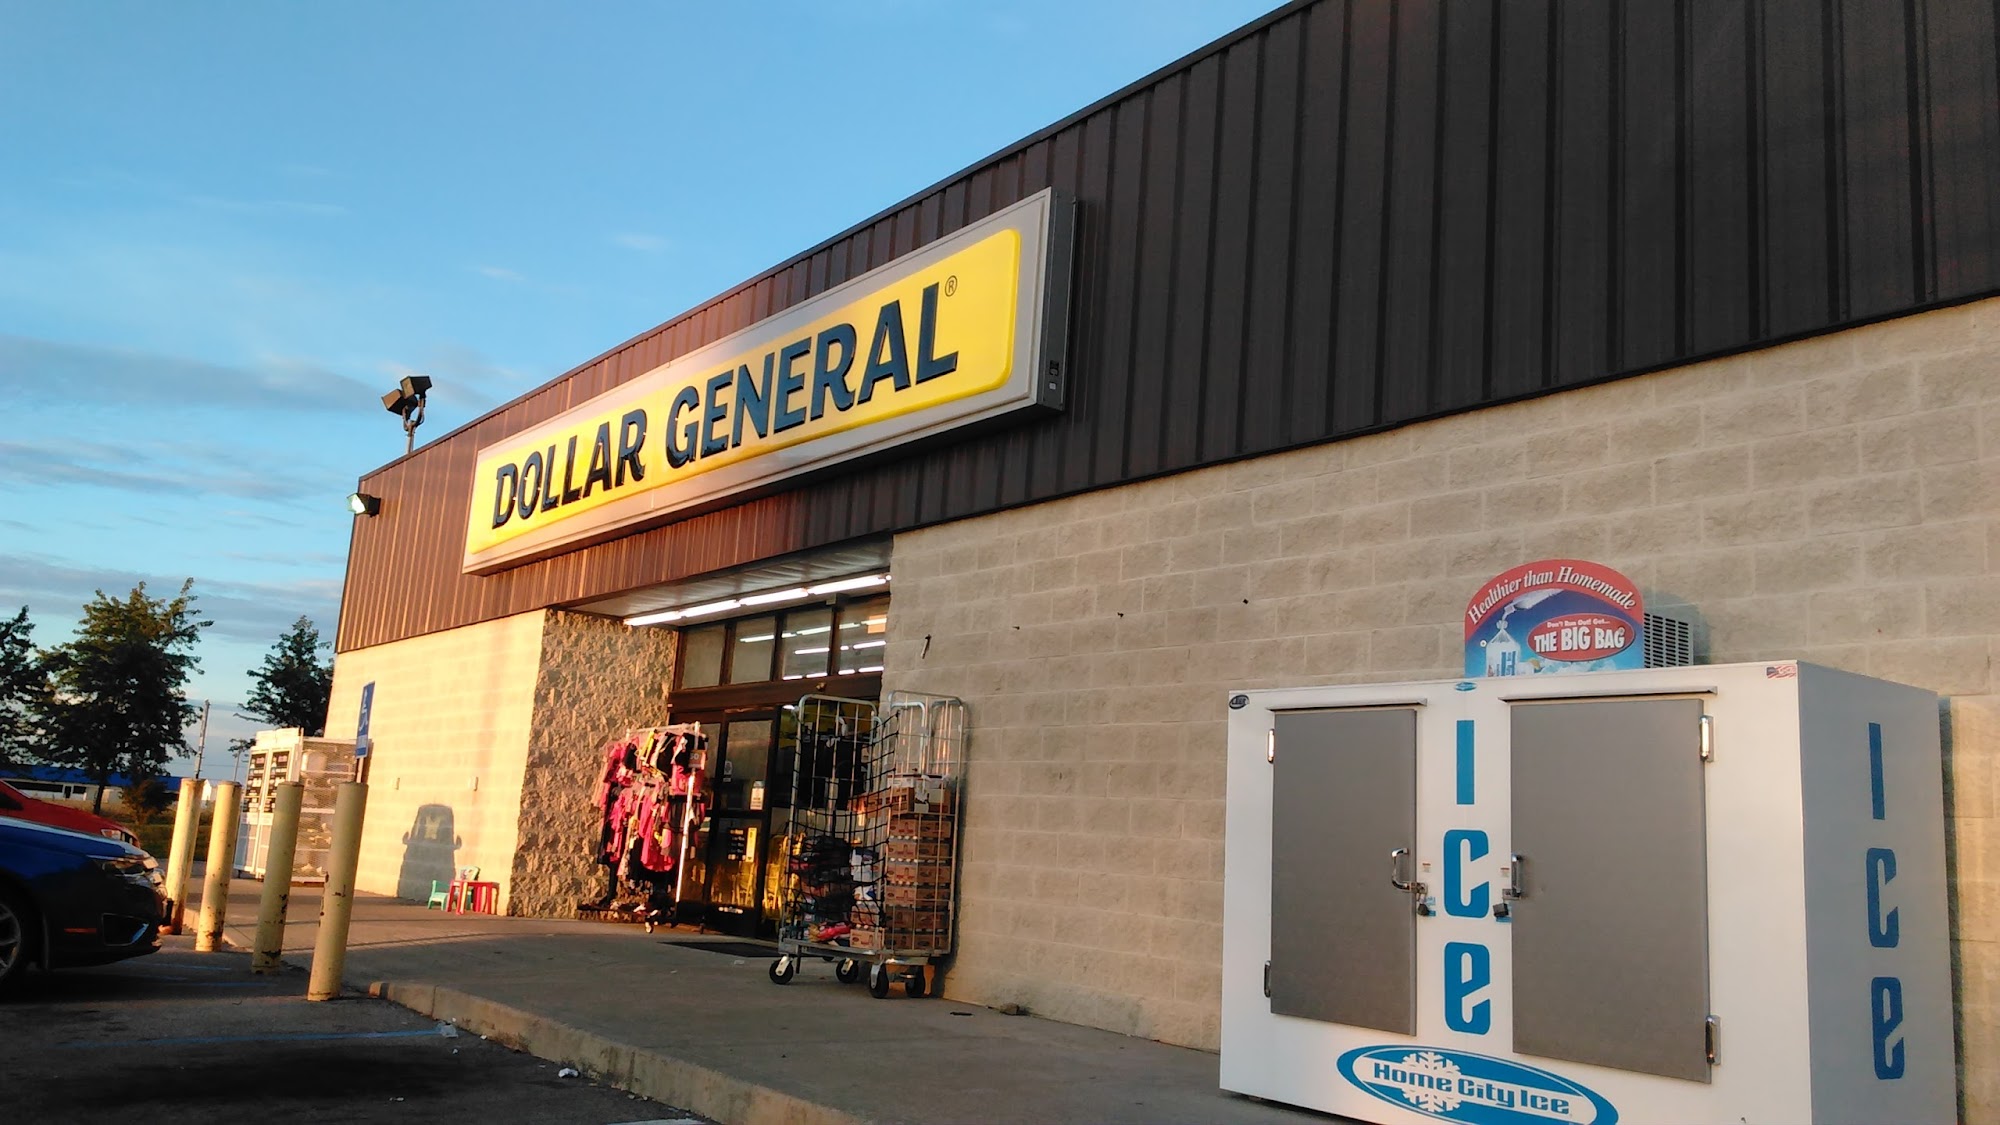 DOLLAR GENERAL®
Healthier than Homemade
Don't Run Out! Get...
THE BIG BAG
ICE
ICE
Home City Ice